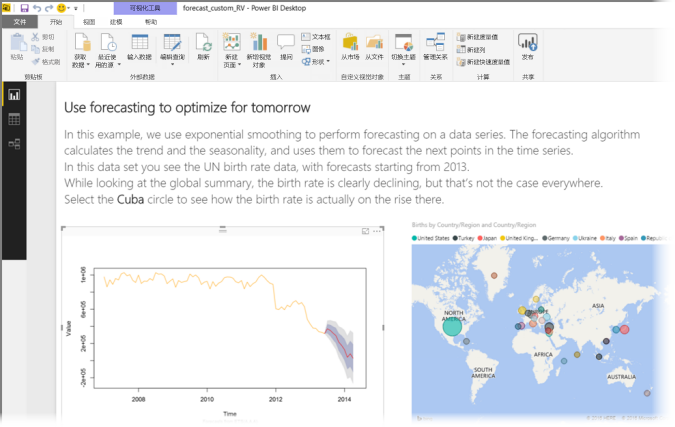 可视化工具
forecast_custom_RV - Power BI Desktop
文件
开始
视图
建模
帮助
粘贴
剪切
复制
格式刷
剪贴板
获取
数据
最近使
用的源
输入数据
编辑查询
外部数据
刷新
新建
页面
新增视觉
对象
提问
文本框
图像
形状
插入
从市场
从文件
自定义视觉对象
切换主题
主题
管理关系
关系
新建度量值
新建列
新建快速度量值
计算
发布
共享
Use forecasting to optimize for tomorrow
In this example, we use exponential smoothing to perform forecasting on a data series. The forecasting algorithm
calculates the trend and the seasonality, and uses them to forecast the next points in the time series.
In this data set you see the UN birth rate data, with forecasts starting from 2013.
While looking at the global summary, the birth rate is clearly declining, but that's not the case everywhere.
Select the Cuba circle to see how the birth rate is actually on the rise there.
Value
1e+06
6e+05
2e+05
-2e+05
2008
2010
2012
2014
Time
Births by Country/Region and Country/Region
United States
Turkey
Japan
United King...
Germany
Ukraine
Italy
Spain
Republi
NORTH
AMERICA
EUROPE
ASIA
AFRICA
SOUTH
AMERICA
AUSTRALIA